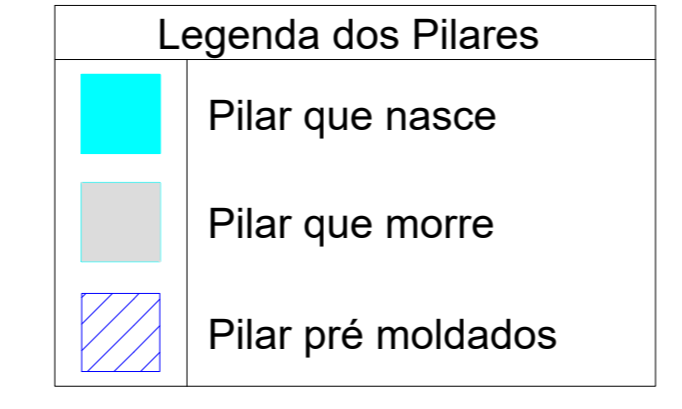 Legenda dos Pilares
Pilar que nasce
Pilar que morre
Pilar pré moldados